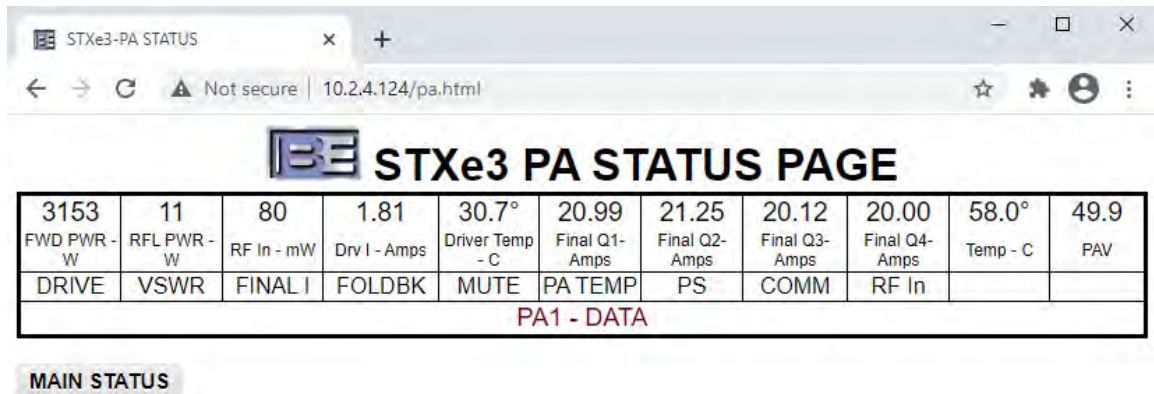 STXe3-PA STATUS
Not secure | 10.2.4.124/pa.html
BE STXe3 PA STATUS PAGE
3153 11 80 1.81 30.7° 20.99 21.25 20.12 20.00 58.0° 49.9
FWD PWR - W RFL PWR - W RF In - mW Drv I - Amps Driver Temp - C Final Q1- Amps Final Q2- Amps Final Q3- Amps Final Q4- Amps Temp - C PAV
DRIVE VSWR FINAL I FOLDBK MUTE PA TEMP PS COMM RF In
PA1 - DATA
MAIN STATUS